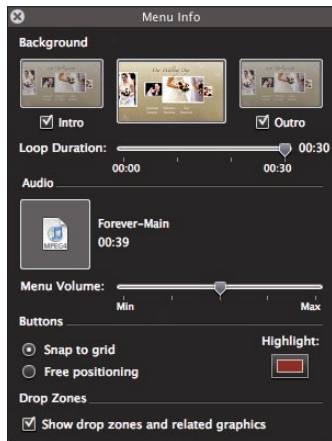 Menu Info
Background
Intro
Outro
Loop Duration: 00:30
00:00 00:30
Audio
MPEG4
Forever-Main
00:39
Menu Volume:
Min Max
Buttons
Snap to grid
Free positioning
Highlight:
Drop Zones
Show drop zones and related graphics